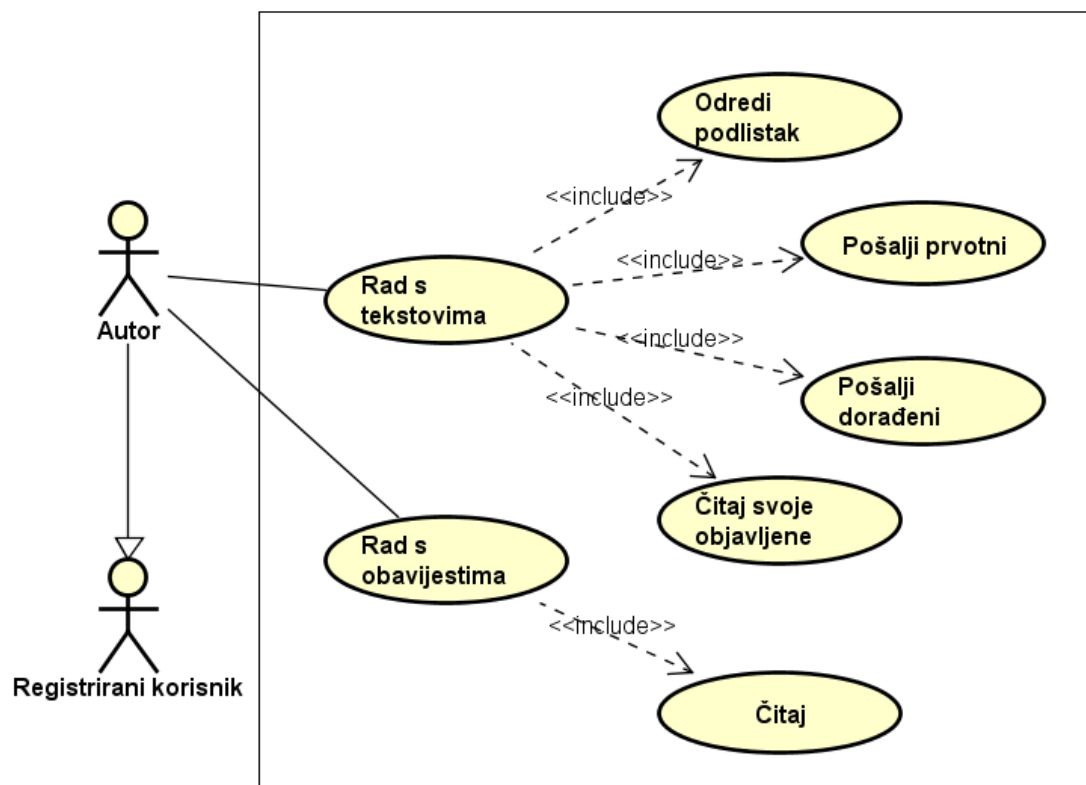 Odredi
podlistak
<<include>>
Pošalji prvotni
<<include>>
Rad s
tekstovima
Autor
<<include>>
Pošalji
dorađeni
<<include>>
Čitaj svoje
objavljene
Rad s
obavijestima
<<include>>
Registrirani korisnik
Čitaj